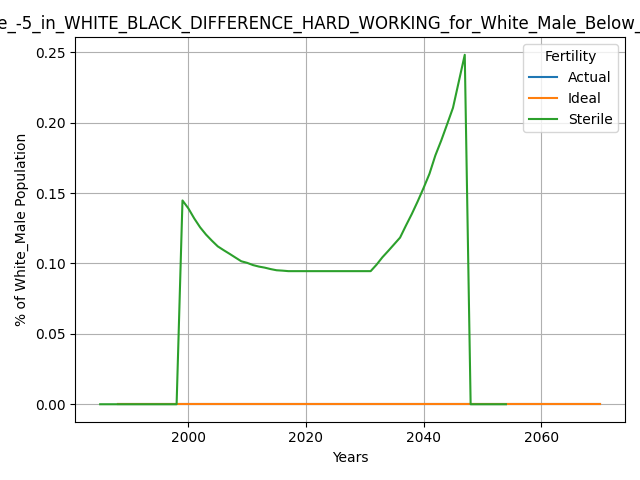 e_-5_in_WHITE_BLACK_DIFFERENCE_HARD_WORKING_for_White_Male_Below_
Fertility
Actual
Ideal
Sterile
% of White_Male Population
0.25
0.20
0.15
0.10
0.05
0.00
2000 2020 2040 2060
Years